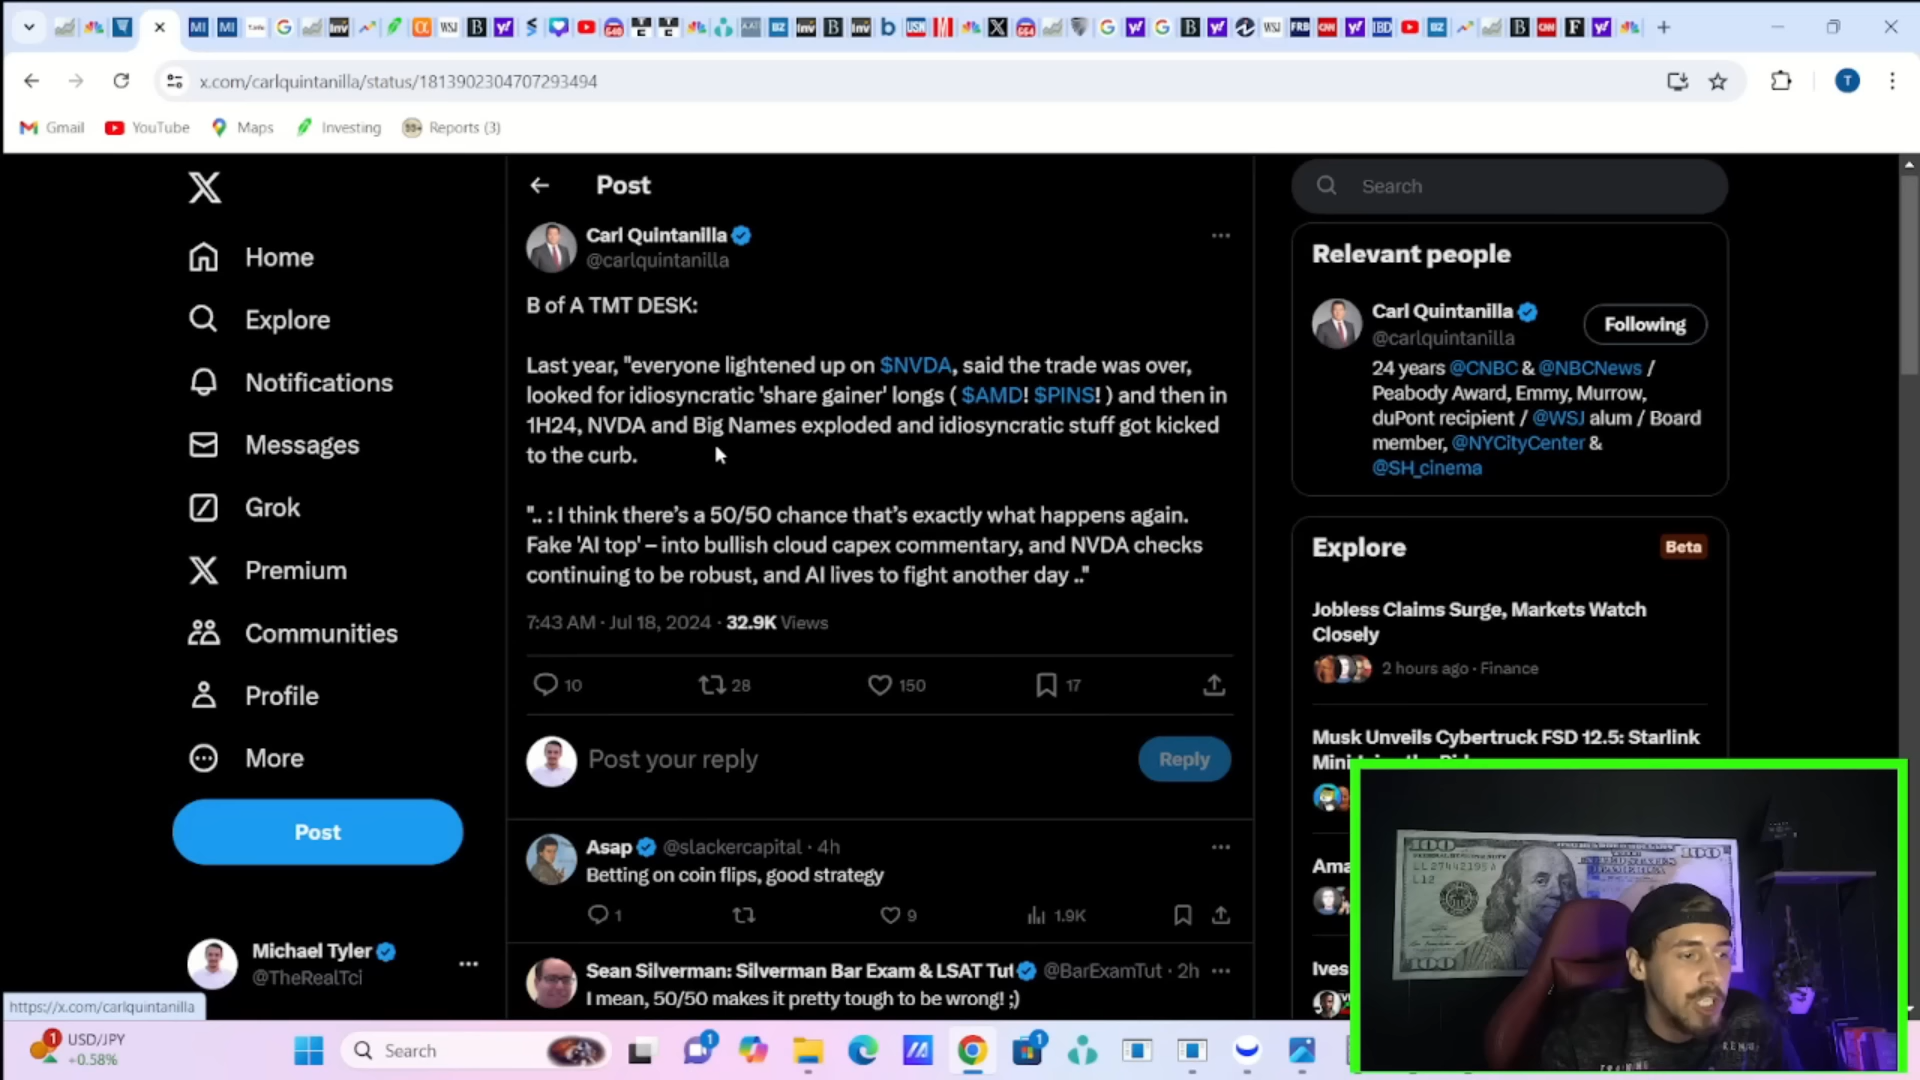 x.com/carlquintanilla/status/1813902304707293494
T
Gmail
YouTube
Maps
Investing
Reports (3)
Home
Explore
Notifications
Messages
Grok
Premium
Communities
Profile
More
Post
Michael Tyler
@TheRealTci
Post
Carl Quintanilla
@carlquintanilla
B of A TMT DESK:
Last year, "everyone lightened up on $NVDA, said the trade was over,
looked for idiosyncratic 'share gainer' longs ( $AMD! $PINS! ) and then in
1H24, NVDA and Big Names exploded and idiosyncratic stuff got kicked
to the curb.
".. : I think there's a 50/50 chance that's exactly what happens again.
Fake 'AI top' – into bullish cloud capex commentary, and NVDA checks
continuing to be robust, and AI lives to fight another day .."
7:43 AM · Jul 18, 2024 · 32.9K Views
10
28
150
17
Post your reply
Reply
Asap @slackercapital · 4h
Betting on coin flips, good strategy
1
9
1.9K
Sean Silverman: Silverman Bar Exam & LSAT Tut @BarExamTut · 2h
I mean, 50/50 makes it pretty tough to be wrong! ;)
Search
Relevant people
Carl Quintanilla
@carlquintanilla
Following
24 years @CNBC & @NBCNews /
Peabody Award, Emmy, Murrow,
duPont recipient / @WSJ alum / Board
member, @NYCityCenter &
@SH_cinema
Explore
Beta
Jobless Claims Surge, Markets Watch
Closely
2 hours ago · Finance
Musk Unveils Cybertruck FSD 12.5: Starlink
Ama
Ives
100
100
100
https://x.com/carlquintanilla
1
USD/JPY
+0.58%
Search
1
1